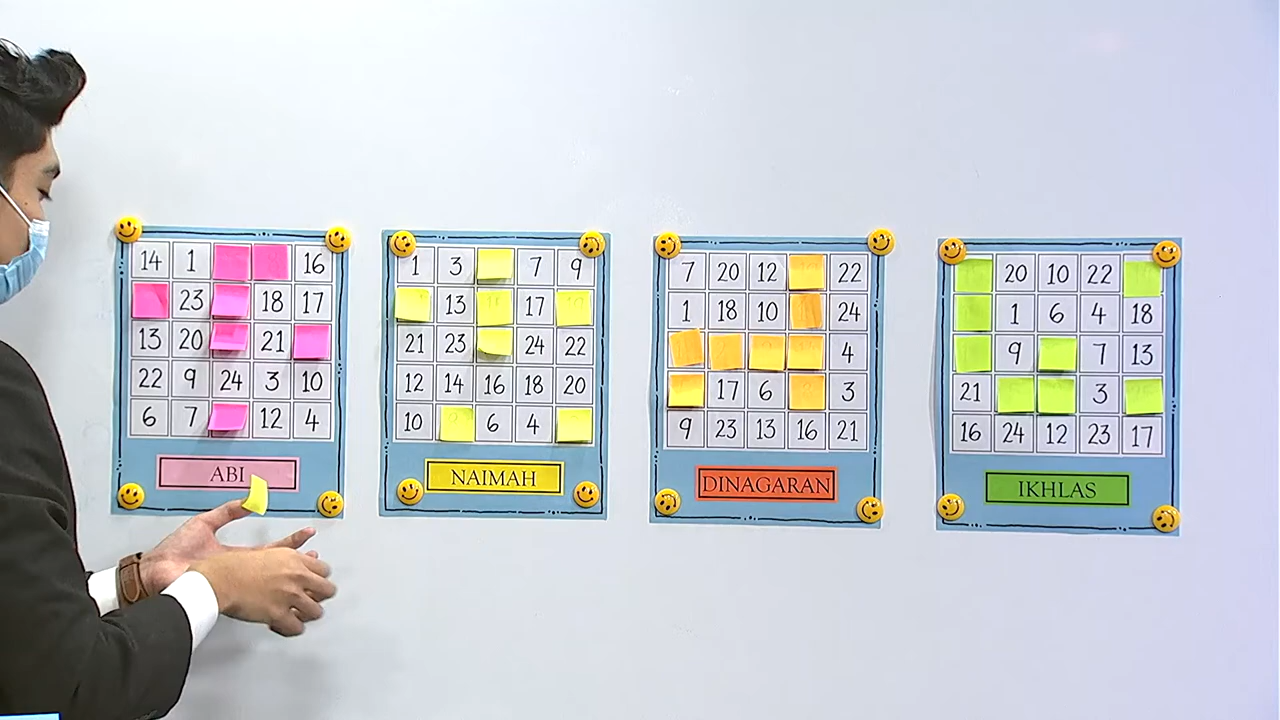 14 1 16
23 18 17
13 20 21
22 9 24 3 10
6 7 12 4
ABI
1 3 7 9
13 17
21 23 24 22
12 14 16 18 20
10 6 4
NAIMAH
7 20 12 22
1 18 10 24
4
17 6 3
9 23 13 16 21
DINAGARAN
20 10 22
1 6 4 18
9 7 13
21 3
16 24 12 23 17
IKHLAS